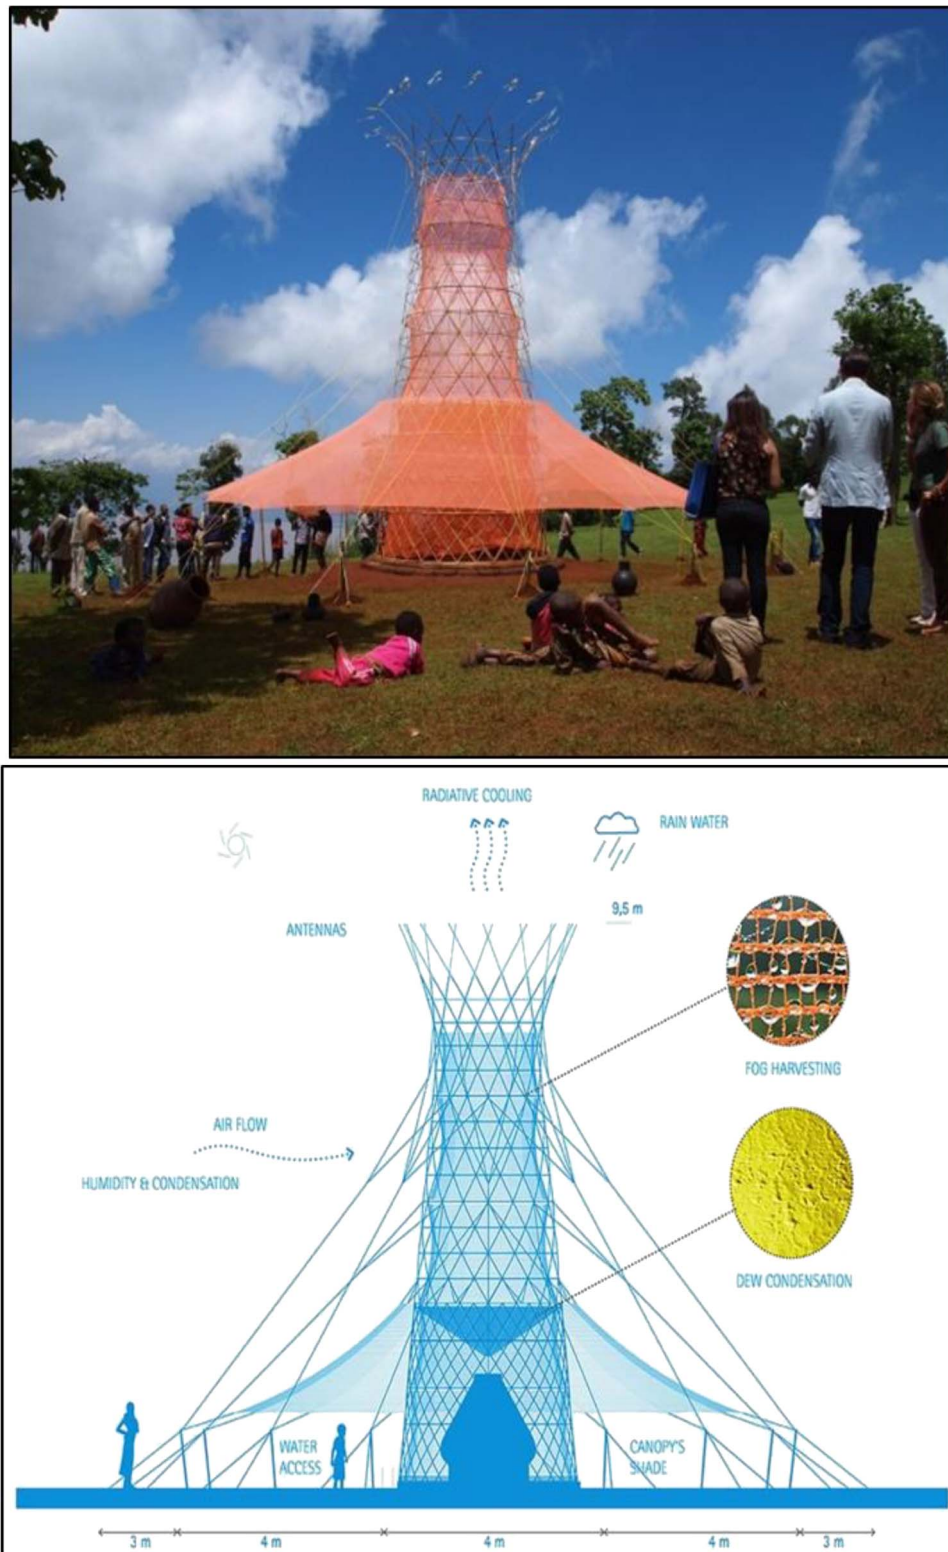 RADIATIVE COOLING
RAIN WATER
9,5 m
ANTENNAS
FOG HARVESTING
AIR FLOW
HUMIDITY & CONDENSATION
DEW CONDENSATION
WATER
ACCESS
CANOPY'S
SHADE
3 m
4 m
4 m
4 m
3 m